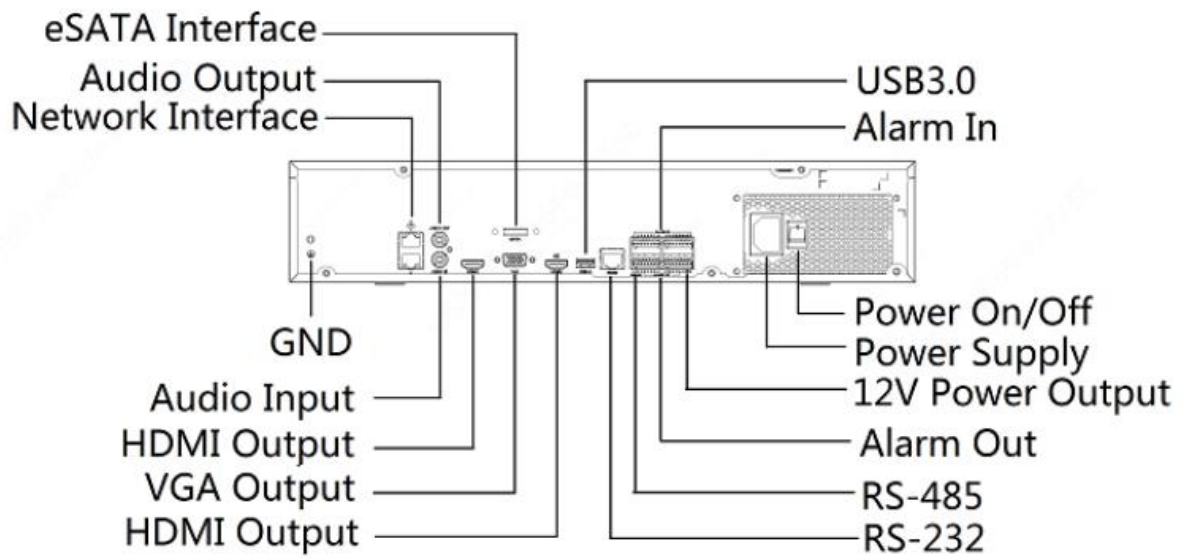 eSATA Interface
Audio Output
Network Interface
USB3.0
Alarm In
GND
Audio Input
HDMI Output
VGA Output
HDMI Output
Power On/Off
Power Supply
12V Power Output
Alarm Out
RS-485
RS-232